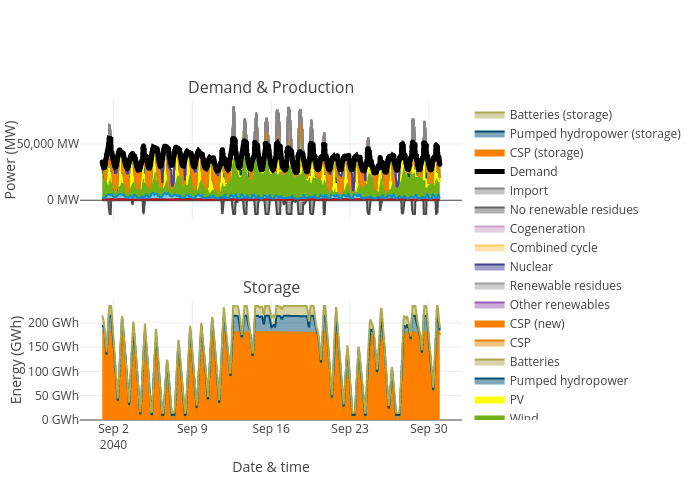 Demand & Production
Power (MW)
50,000 MW
0 MW
Storage
Energy (GWh)
200 GWh
150 GWh
100 GWh
50 GWh
0 GWh
Sep 2
2040
Sep 9
Sep 16
Sep 23
Sep 30
Date & time
Batteries (storage)
Pumped hydropower (storage)
CSP (storage)
Demand
Import
No renewable residues
Cogeneration
Combined cycle
Nuclear
Renewable residues
Other renewables
CSP (new)
CSP
Batteries
Pumped hydropower
PV
Wind